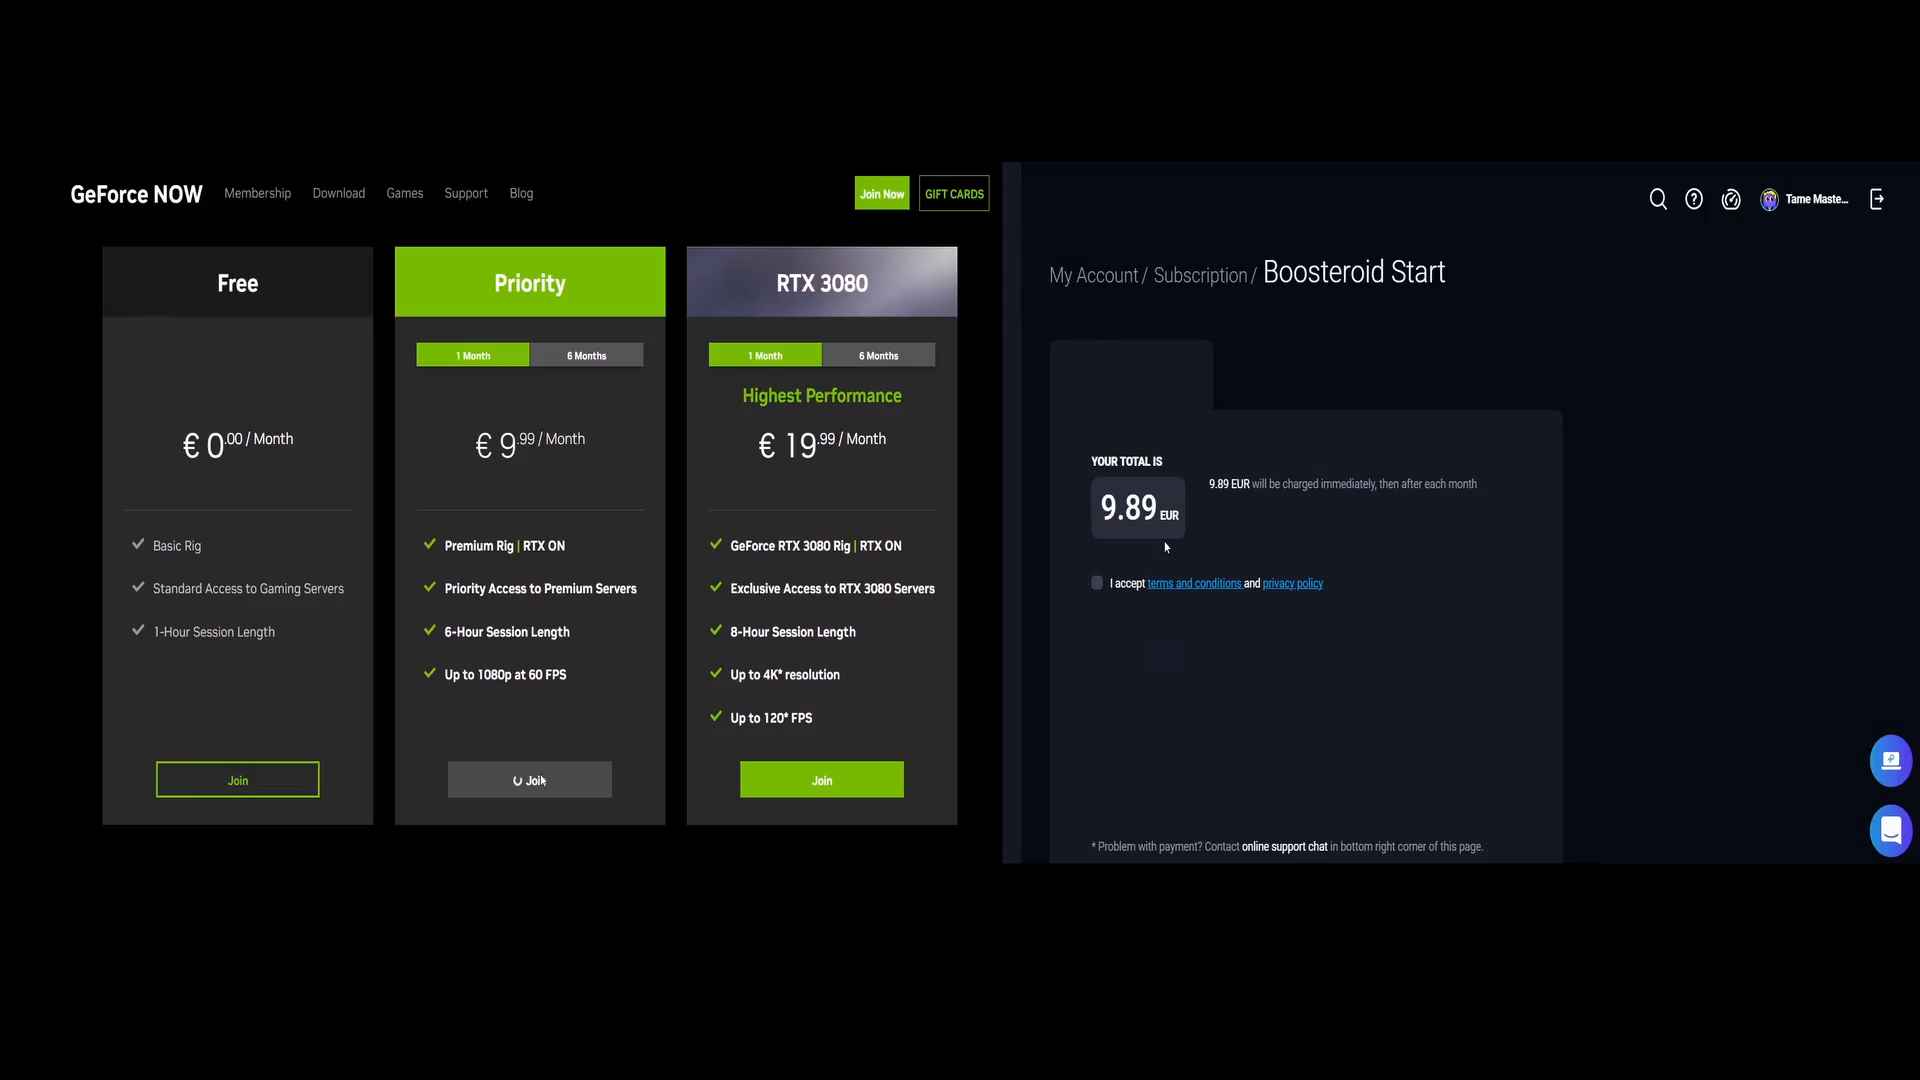 GeForce NOW Membership Download Games Support Blog Join Now GIFT CARDS
Free
€ 0.00 / Month
Basic Rig
Standard Access to Gaming Servers
1-Hour Session Length
Join
Priority
1 Month 6 Months
€ 9.99 / Month
Premium Rig | RTX ON
Priority Access to Premium Servers
6-Hour Session Length
Up to 1080p at 60 FPS
Join
RTX 3080
1 Month 6 Months
Highest Performance
€ 19.99 / Month
GeForce RTX 3080 Rig | RTX ON
Exclusive Access to RTX 3080 Servers
8-Hour Session Length
Up to 4K* resolution
Up to 120* FPS
Join
Tame Maste...
My Account / Subscription / Boosteroid Start
YOUR TOTAL IS
9.89 EUR
9.89 EUR will be charged immediately, then after each month
I accept terms and conditions and privacy policy
* Problem with payment? Contact online support chat in bottom right corner of this page.